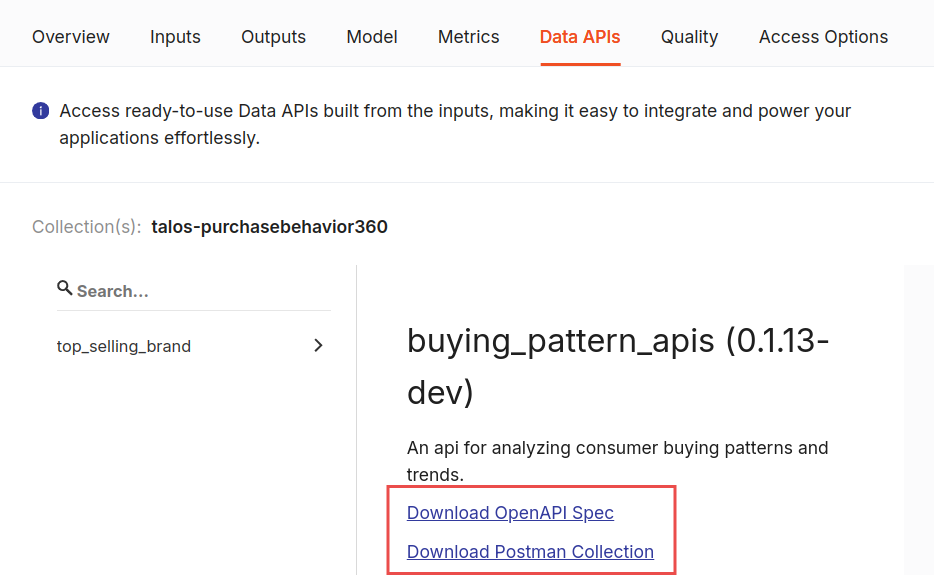 Overview Inputs Outputs Model Metrics Data APIs Quality Access Options
Access ready-to-use Data APIs built from the inputs, making it easy to integrate and power your
applications effortlessly.
Collection(s): talos-purchasebehavior360
Search...
top_selling_brand
buying_pattern_apis (0.1.13-
dev)
An api for analyzing consumer buying patterns and
trends.
Download OpenAPI Spec
Download Postman Collection